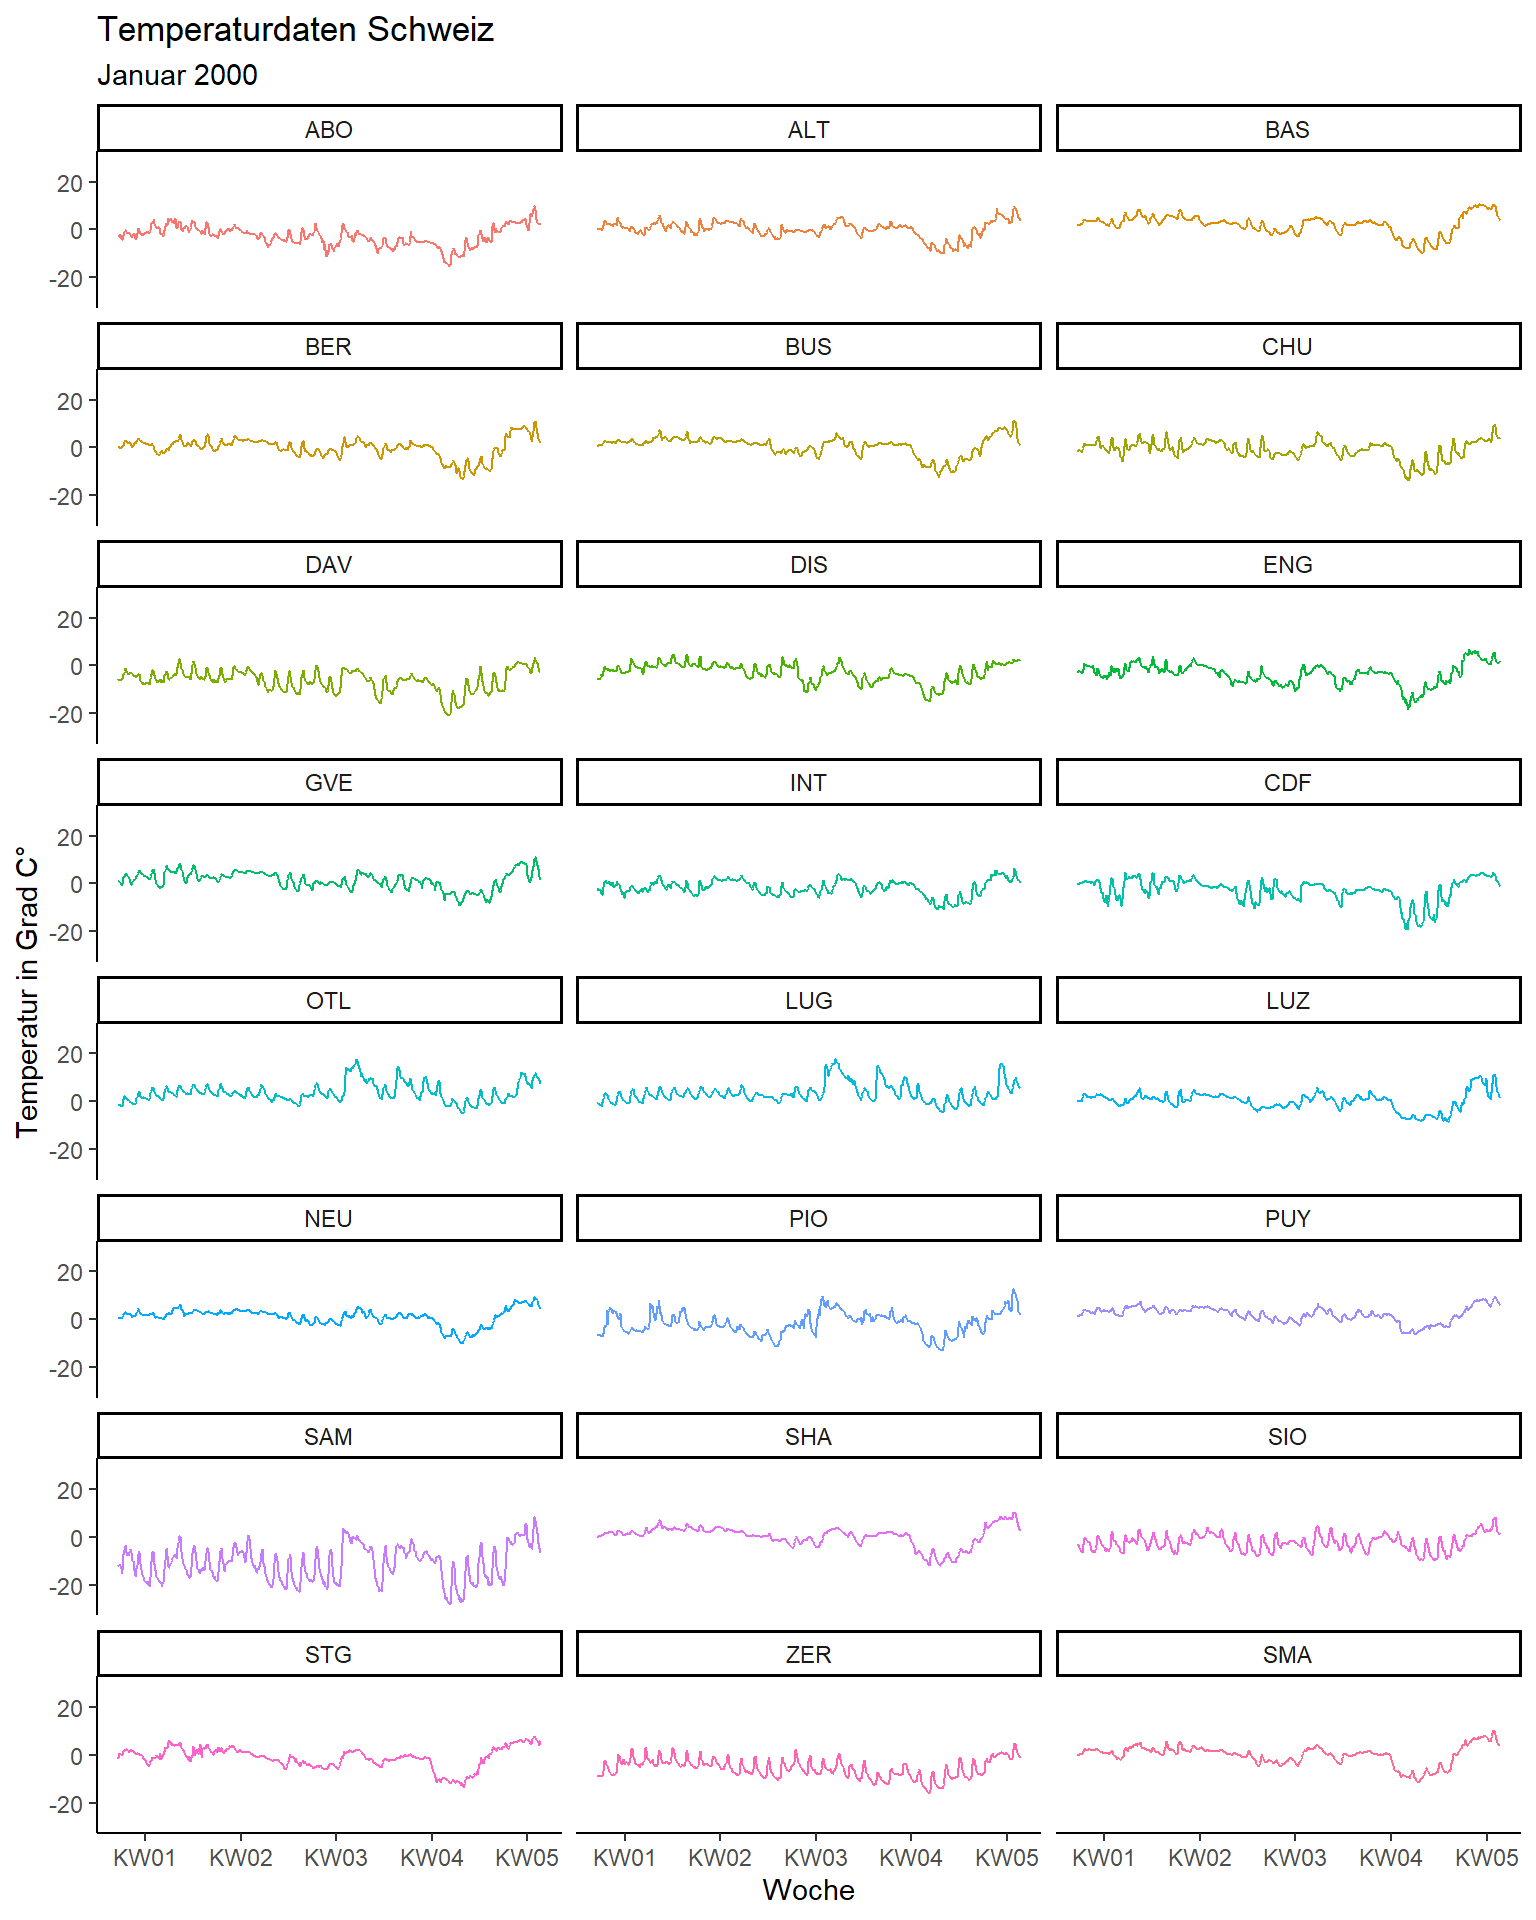 Temperaturdaten Schweiz
Januar 2000
ABO ALT BAS
20
0
-20
BER BUS CHU
20
0
-20
DAV DIS ENG
20
0
-20
GVE INT CDF
20
0
-20
OTL LUG LUZ
20
0
-20
NEU PIO PUY
20
0
-20
SAM SHA SIO
20
0
-20
STG ZER SMA
20
0
-20
KW01 KW02 KW03 KW04 KW05 KW01 KW02 KW03 KW04 KW05 KW01 KW02 KW03 KW04 KW05
Woche
Temperatur in Grad C°